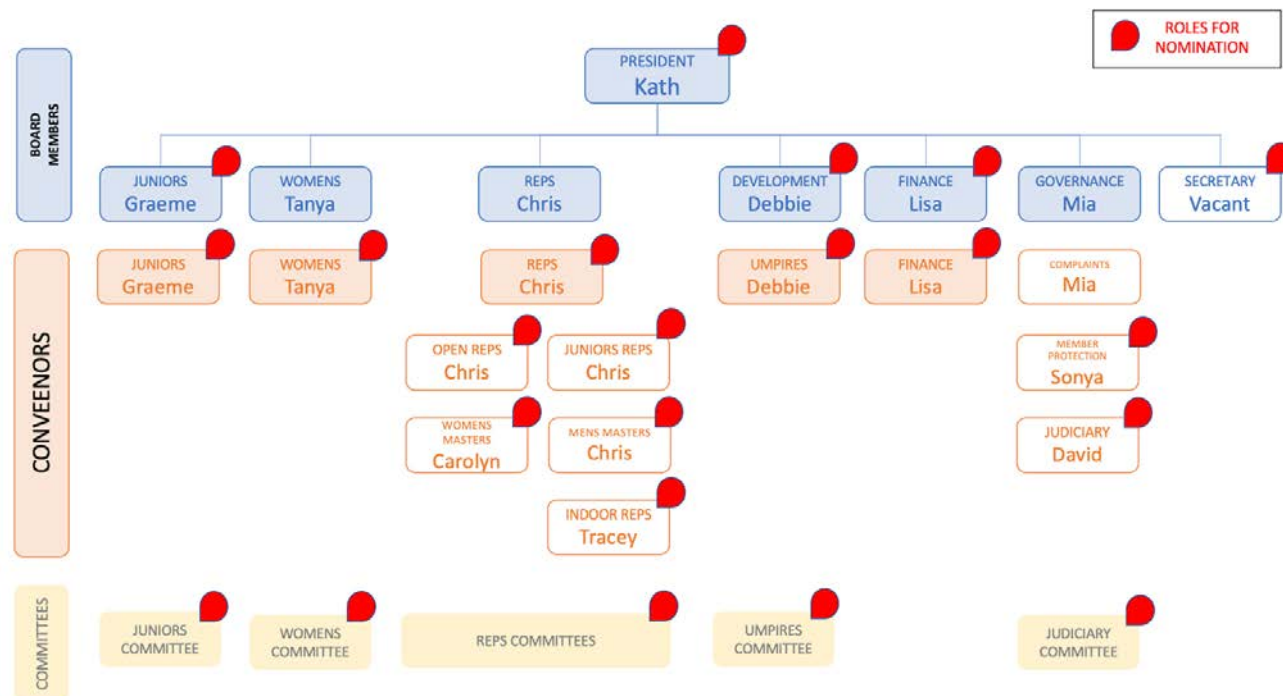 ROLES FOR
NOMINATION
PRESIDENT
Kath
BOARD
MEMBERS
JUNIORS
Graeme
WOMENS
Tanya
REPS
Chris
DEVELOPMENT
Debbie
FINANCE
Lisa
GOVERNANCE
Mia
SECRETARY
Vacant
CONVEENORS
JUNIORS
Graeme
WOMENS
Tanya
REPS
Chris
UMPIRES
Debbie
FINANCE
Lisa
COMPLAINTS
Mia
OPEN REPS
Chris
JUNIORS REPS
Chris
MEMBER
PROTECTION
Sonya
WOMENS
MASTERS
Carolyn
MENS MASTERS
Chris
JUDICIARY
David
INDOOR REPS
Tracey
COMMITTEES
JUNIORS
COMMITTEE
WOMENS
COMMITTEE
REPS COMMITTEES
UMPIRES
COMMITTEE
JUDICIARY
COMMITTEE